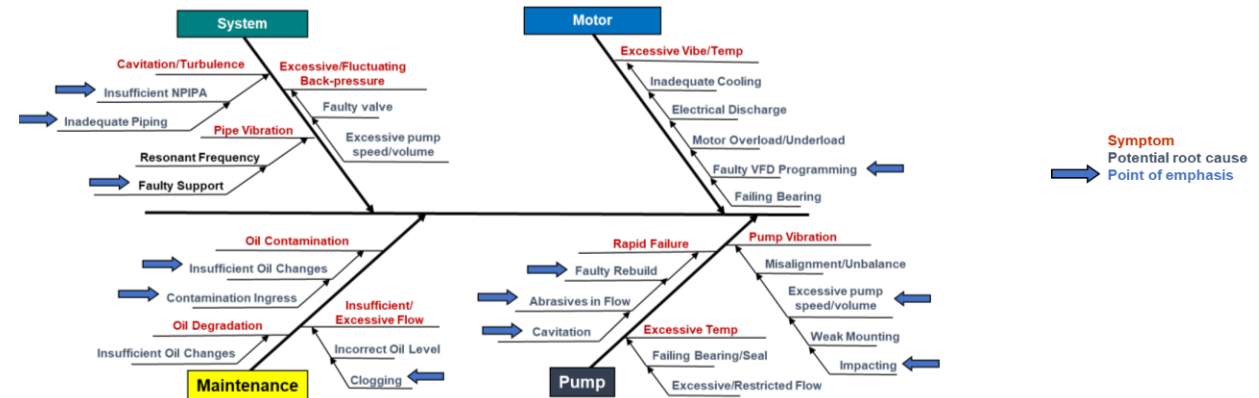 System
Motor
Cavitation/Turbulence
Insufficient NPIPA
Inadequate Piping
Excessive/Fluctuating
Back-pressure
Faulty valve
Excessive pump
speed/volume
Pipe Vibration
Resonant Frequency
Faulty Support
Excessive Vibe/Temp
Inadequate Cooling
Electrical Discharge
Motor Overload/Underload
Faulty VFD Programming
Failing Bearing
Symptom
Potential root cause
Point of emphasis
Oil Contamination
Insufficient Oil Changes
Contamination Ingress
Oil Degradation
Insufficient Oil Changes
Insufficient/
Excessive Flow
Incorrect Oil Level
Clogging
Maintenance
Rapid Failure
Faulty Rebuild
Abrasives in Flow
Cavitation
Excessive Temp
Failing Bearing/Seal
Excessive/Restricted Flow
Pump Vibration
Misalignment/Unbalance
Excessive pump
speed/volume
Weak Mounting
Impacting
Pump